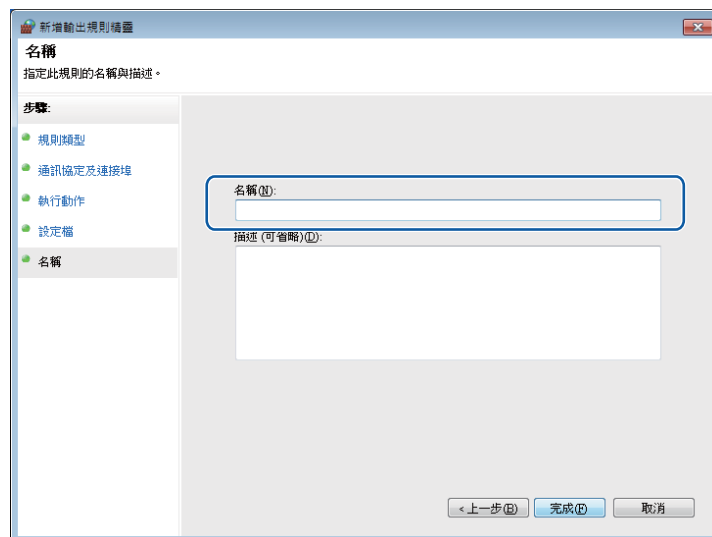 新增輸出規則精靈
名稱
指定此規則的名稱與描述。
步驟:
規則類型
通訊協定及連接埠
執行動作
設定檔
名稱
名稱(N):
描述 (可省略)(D):
<上一步(B)
完成(F)
取消